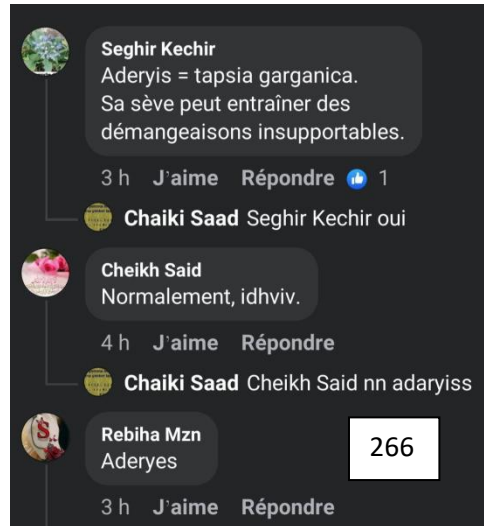 Seghir Kechir
Aderyis = tapsia garganica.
Sa sève peut entraîner des
démangeaisons insupportables.
3 h J'aime Répondre 1
Chaiki Saad Seghir Kechir oui
Cheikh Said
Normalement, idhviv.
4 h J'aime Répondre
Chaiki Saad Cheikh Said nn adaryiss
Rebiha Mzn
Aderyes
266
3 h J'aime Répondre